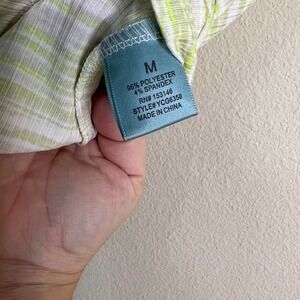 M
96% POLYESTER
4% SPANDEX
RN# 153146
STYLE#YCG6358
MADE IN CHINA